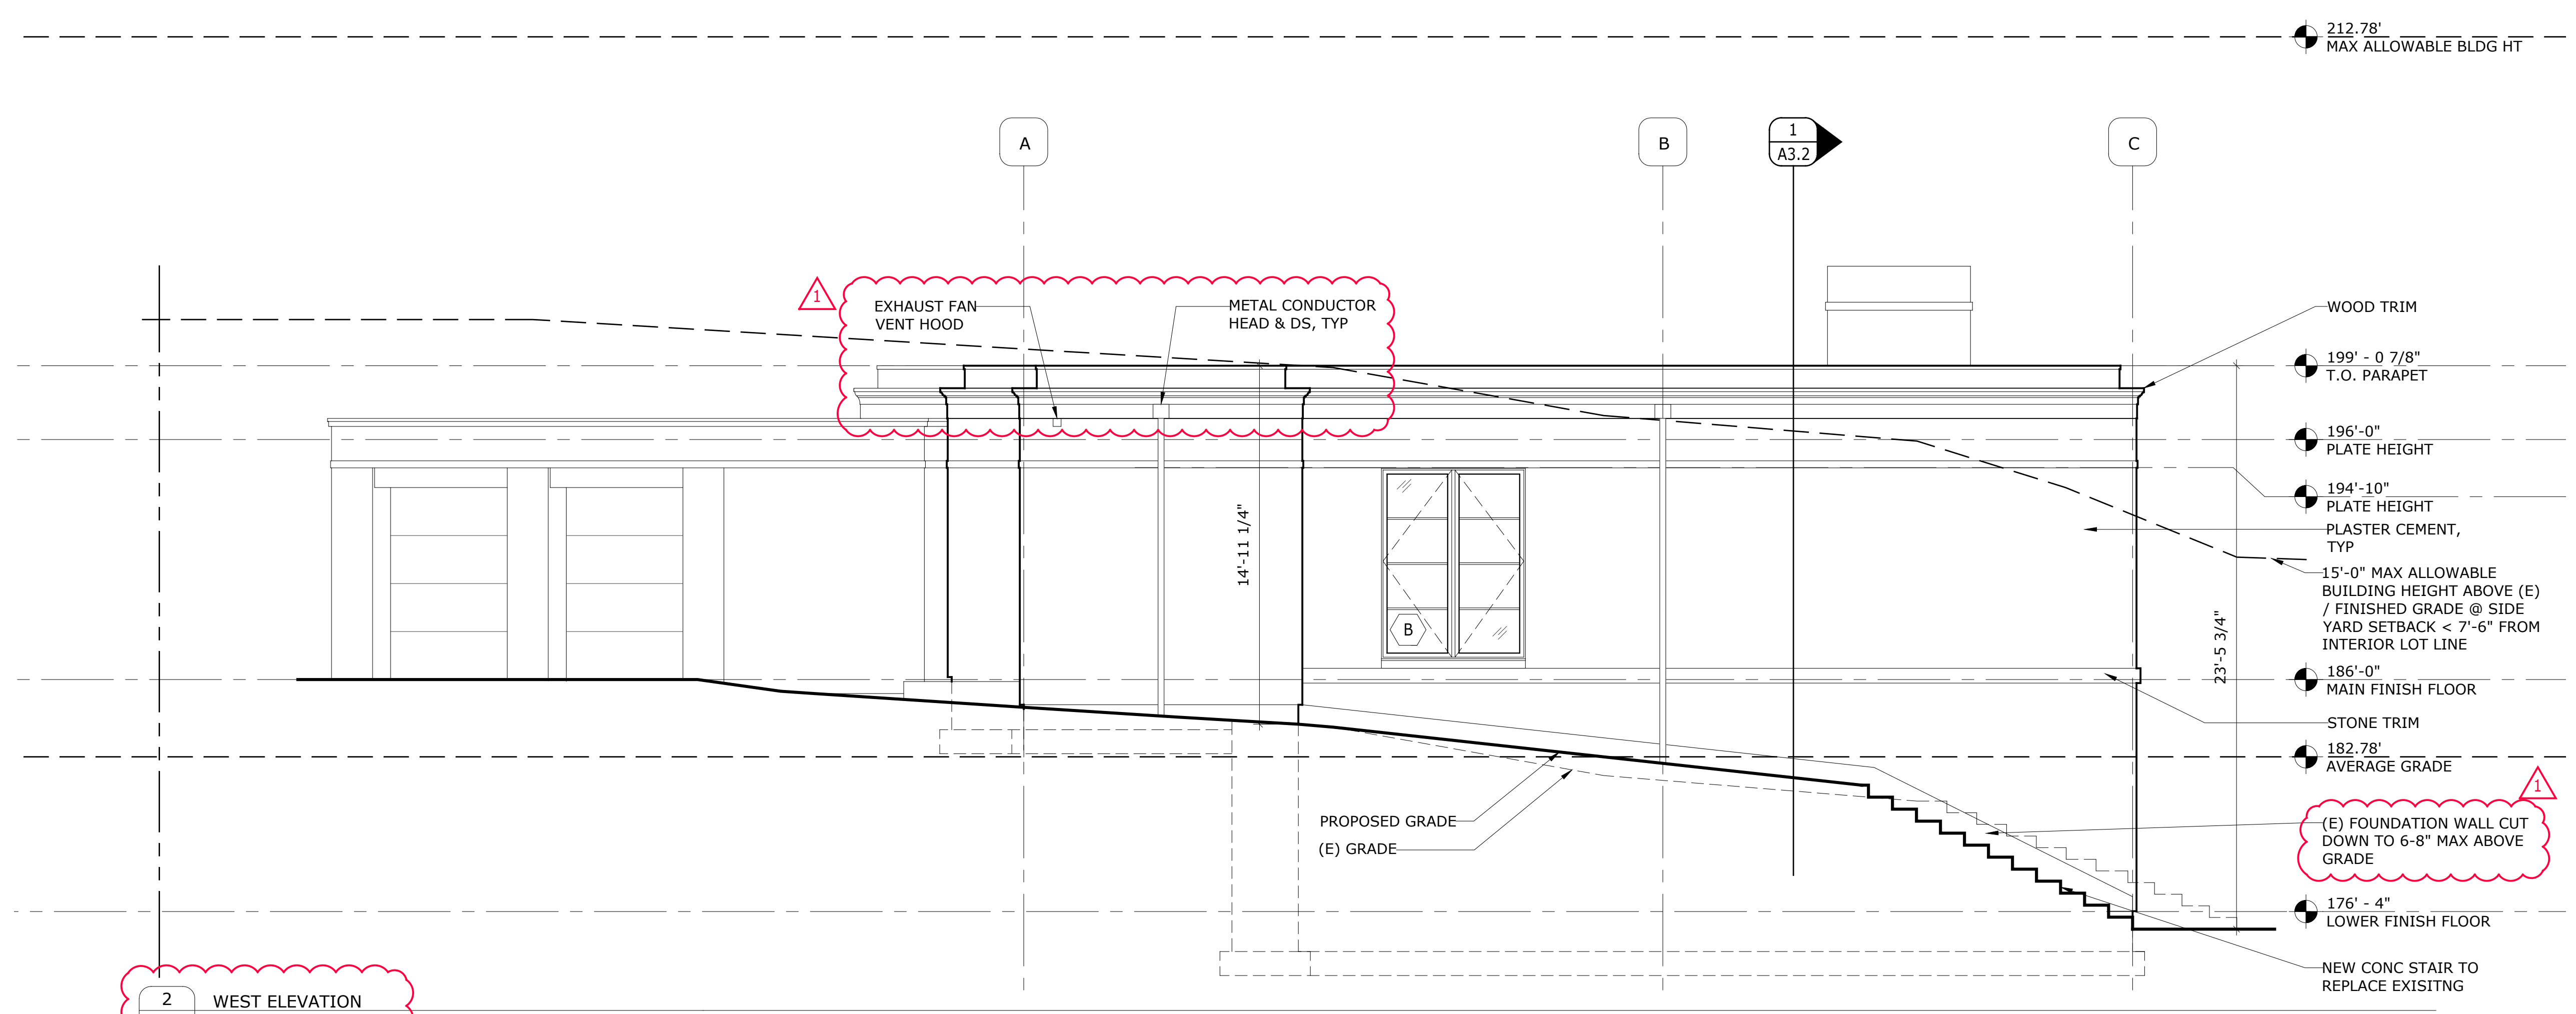 212.78'
MAX ALLOWABLE BLDG HT
A
B
1
A3.2
C
1
EXHAUST FAN
VENT HOOD
METAL CONDUCTOR
HEAD & DS, TYP
WOOD TRIM
199' - 0 7/8"
T.O. PARAPET
196'-0"
PLATE HEIGHT
194'-10"
PLATE HEIGHT
PLASTER CEMENT,
TYP
14'-11 1/4"
15'-0" MAX ALLOWABLE
BUILDING HEIGHT ABOVE (E)
/ FINISHED GRADE @ SIDE
YARD SETBACK < 7'-6" FROM
INTERIOR LOT LINE
B
23'-5 3/4"
186'-0"
MAIN FINISH FLOOR
STONE TRIM
182.78'
AVERAGE GRADE
1
PROPOSED GRADE
(E) GRADE
(E) FOUNDATION WALL CUT
DOWN TO 6-8" MAX ABOVE
GRADE
176' - 4"
LOWER FINISH FLOOR
NEW CONC STAIR TO
REPLACE EXISITNG
2
WEST ELEVATION